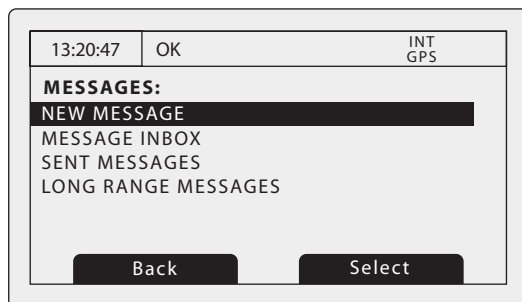 13:20:47 OK INT
GPS
MESSAGES:
NEW MESSAGE
MESSAGE INBOX
SENT MESSAGES
LONG RANGE MESSAGES
Back Select